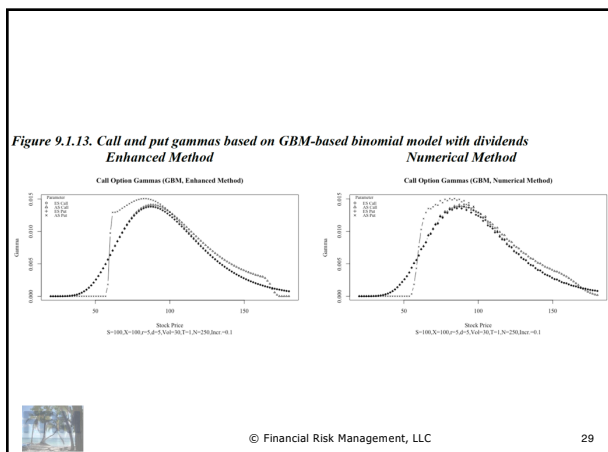 Figure 9.1.13. Call and put gammas based on GBM-based binomial model with dividends
Enhanced Method
Numerical Method
Call Option Gammas (GBM, Enhanced Method)
Parameter
ES Call
AS Call
ES Put
AS Put
Gamma
0.015
0.010
0.005
0.000
50
100
150
Stock Price
S=100,X=100,r=5,d=5,Vol=30,T=1,N=250,Incr.=0.1
Call Option Gammas (GBM, Numerical Method)
Parameter
ES Call
AS Call
ES Put
AS Put
Gamma
0.015
0.010
0.005
0.000
50
100
150
Stock Price
S=100,X=100,r=5,d=5,Vol=30,T=1,N=250,Incr.=0.1
© Financial Risk Management, LLC
29